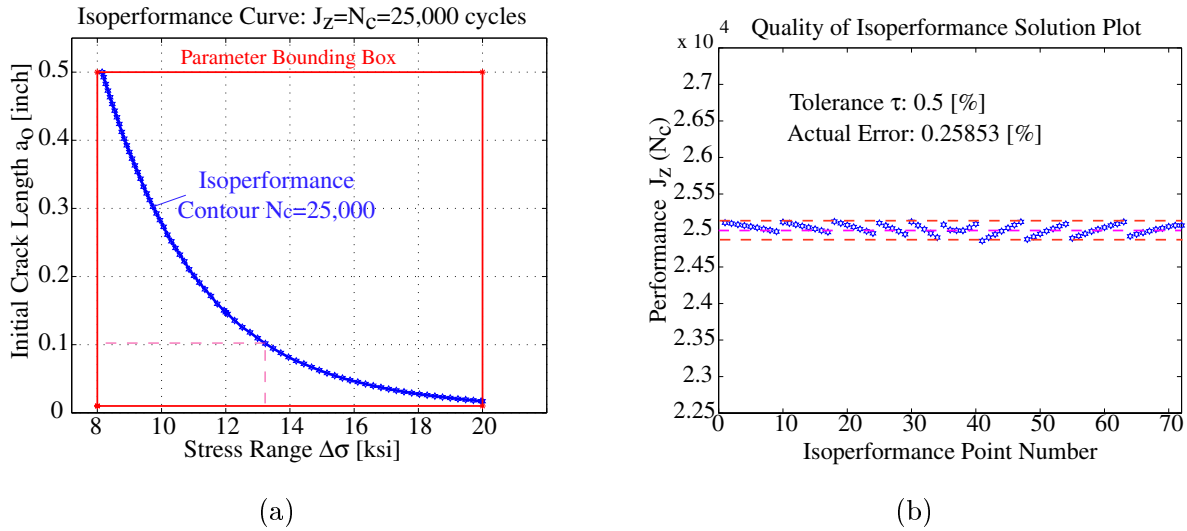 Isoperformance Curve: J_Z=N_C=25,000 cycles
Parameter Bounding Box
Initial Crack Length a_o [inch]
0.5
0.4
0.3
0.2
0.1
0
Isoperformance
Contour N_C=25,000
8 10 12 14 16 18 20
Stress Range Δσ [ksi]
(a)
Quality of Isoperformance Solution Plot
x 10^4
Performance J_Z (N_C)
2.75
2.7
2.65
2.6
2.55
2.5
2.45
2.4
2.35
2.3
2.25
Tolerance τ: 0.5 [%]
Actual Error: 0.25853 [%]
0 10 20 30 40 50 60 70
Isoperformance Point Number
(b)